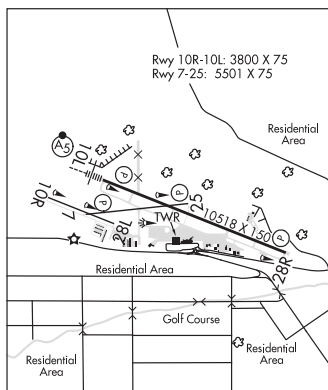 Rwy 10R-10L: 3800 X 75
Rwy 7-25: 5501 X 75
Residential
Area
A5
10L
P
P
10R
7
25
TWR
10518 X 150
P
28L
28R
Residential Area
Golf Course
Residential
Area
Residential
Area